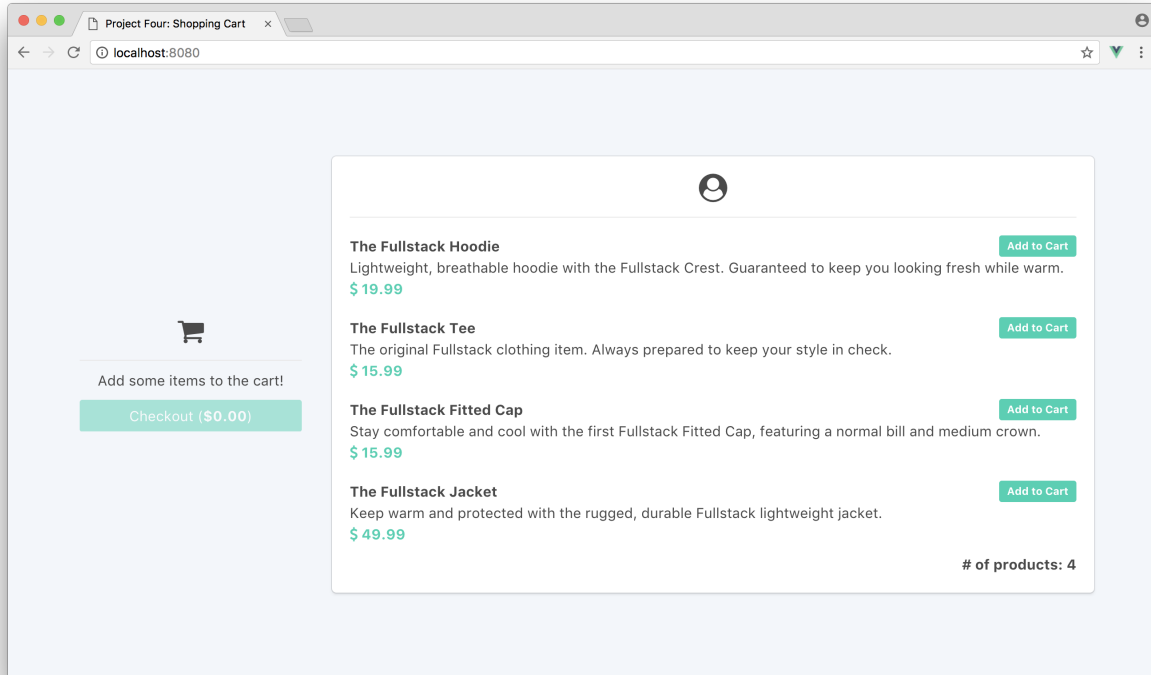 Project Four: Shopping Cart
localhost:8080
Add some items to the cart!
Checkout ($0.00)
The Fullstack Hoodie
Add to Cart
Lightweight, breathable hoodie with the Fullstack Crest. Guaranteed to keep you looking fresh while warm.
$ 19.99
The Fullstack Tee
Add to Cart
The original Fullstack clothing item. Always prepared to keep your style in check.
$ 15.99
The Fullstack Fitted Cap
Add to Cart
Stay comfortable and cool with the first Fullstack Fitted Cap, featuring a normal bill and medium crown.
$ 15.99
The Fullstack Jacket
Add to Cart
Keep warm and protected with the rugged, durable Fullstack lightweight jacket.
$ 49.99
# of products: 4